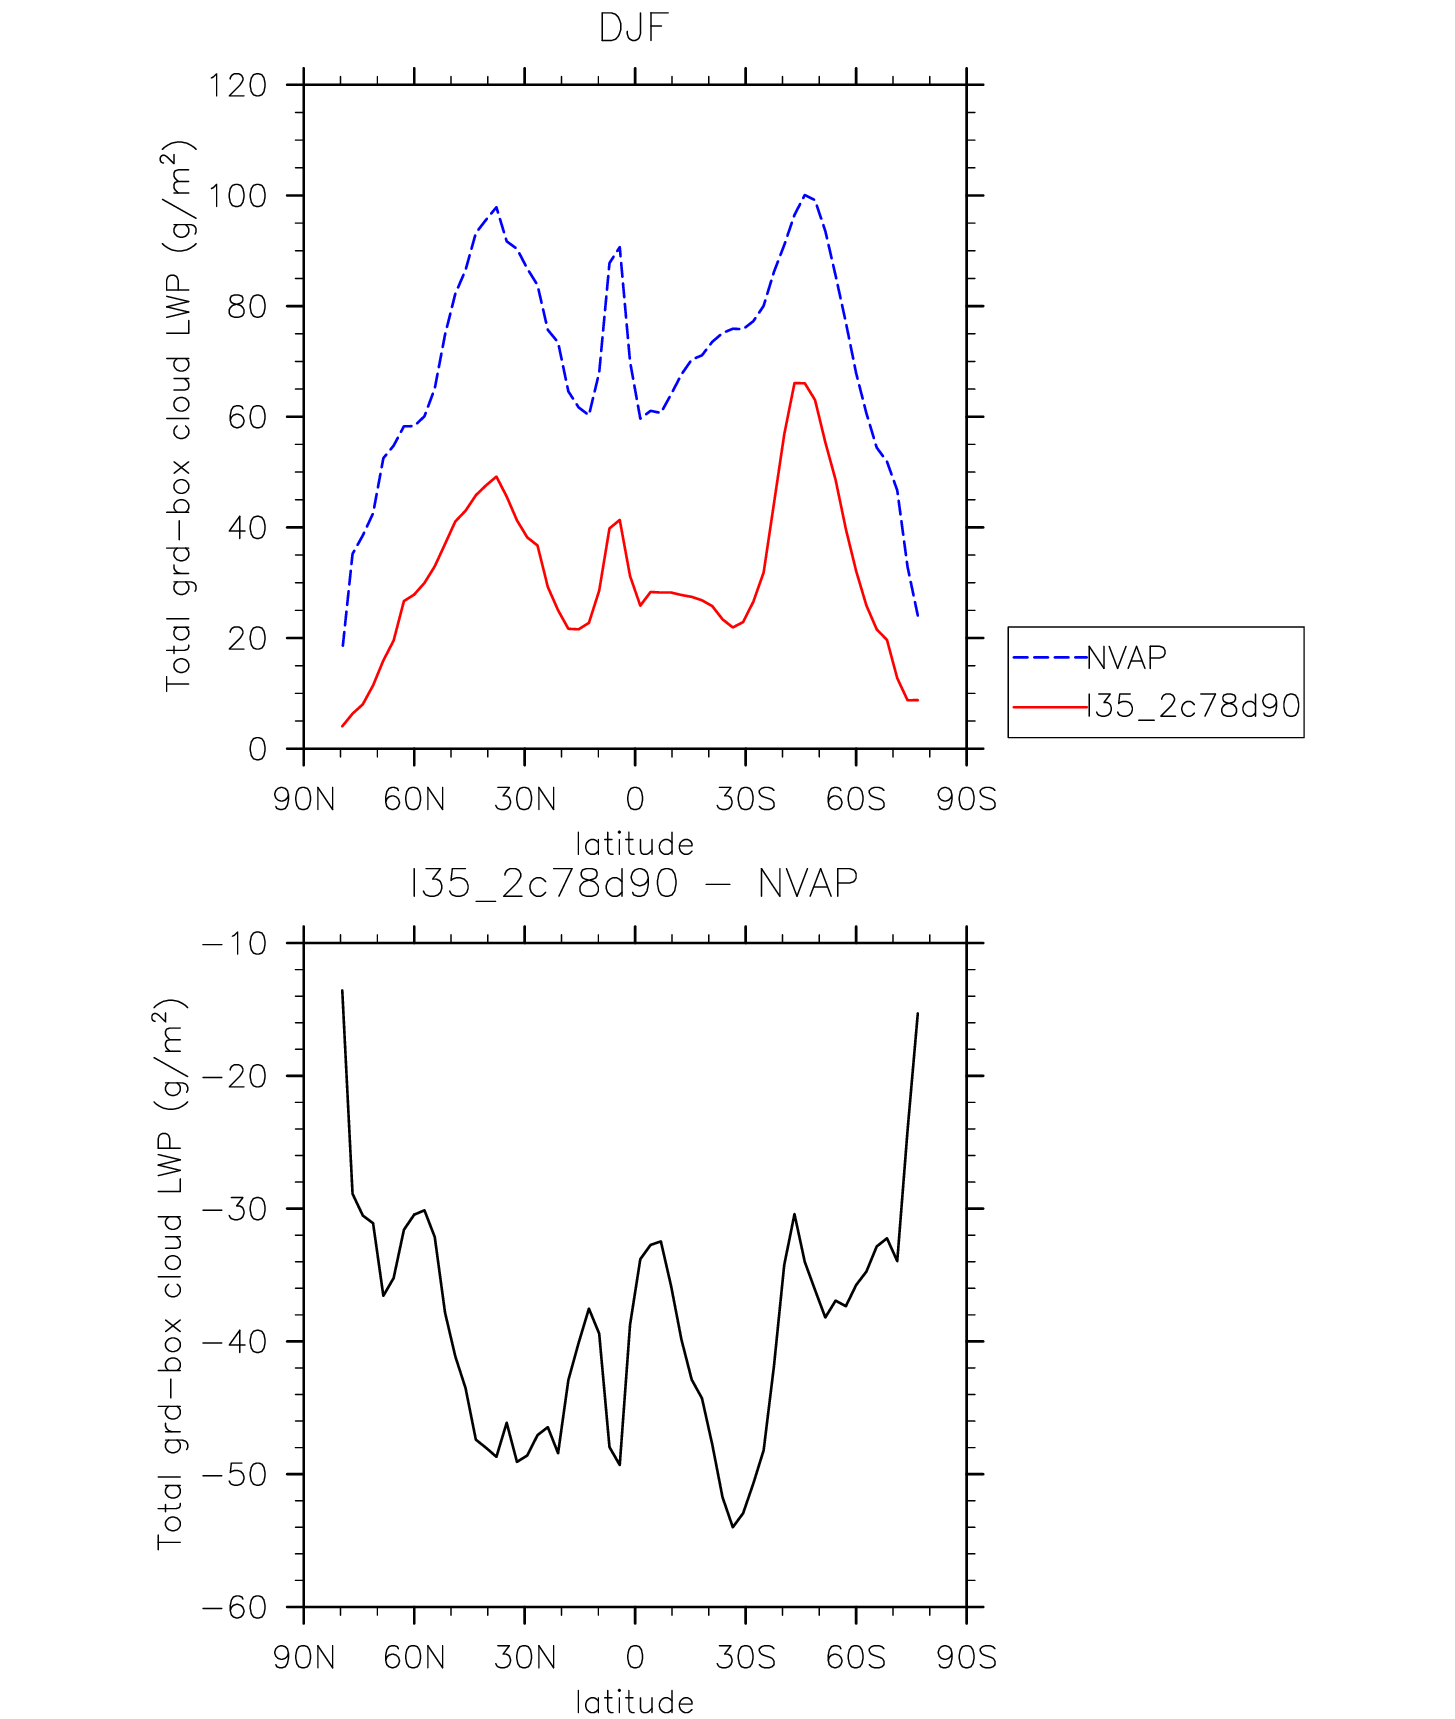 DJF
Total grd-box cloud LWP (g/m²)
120
100
80
60
40
20
0
90N 60N 30N 0 30S 60S 90S
latitude
NVAP
I35_2c78d90
I35_2c78d90 - NVAP
Total grd-box cloud LWP (g/m²)
-10
-20
-30
-40
-50
-60
90N 60N 30N 0 30S 60S 90S
latitude